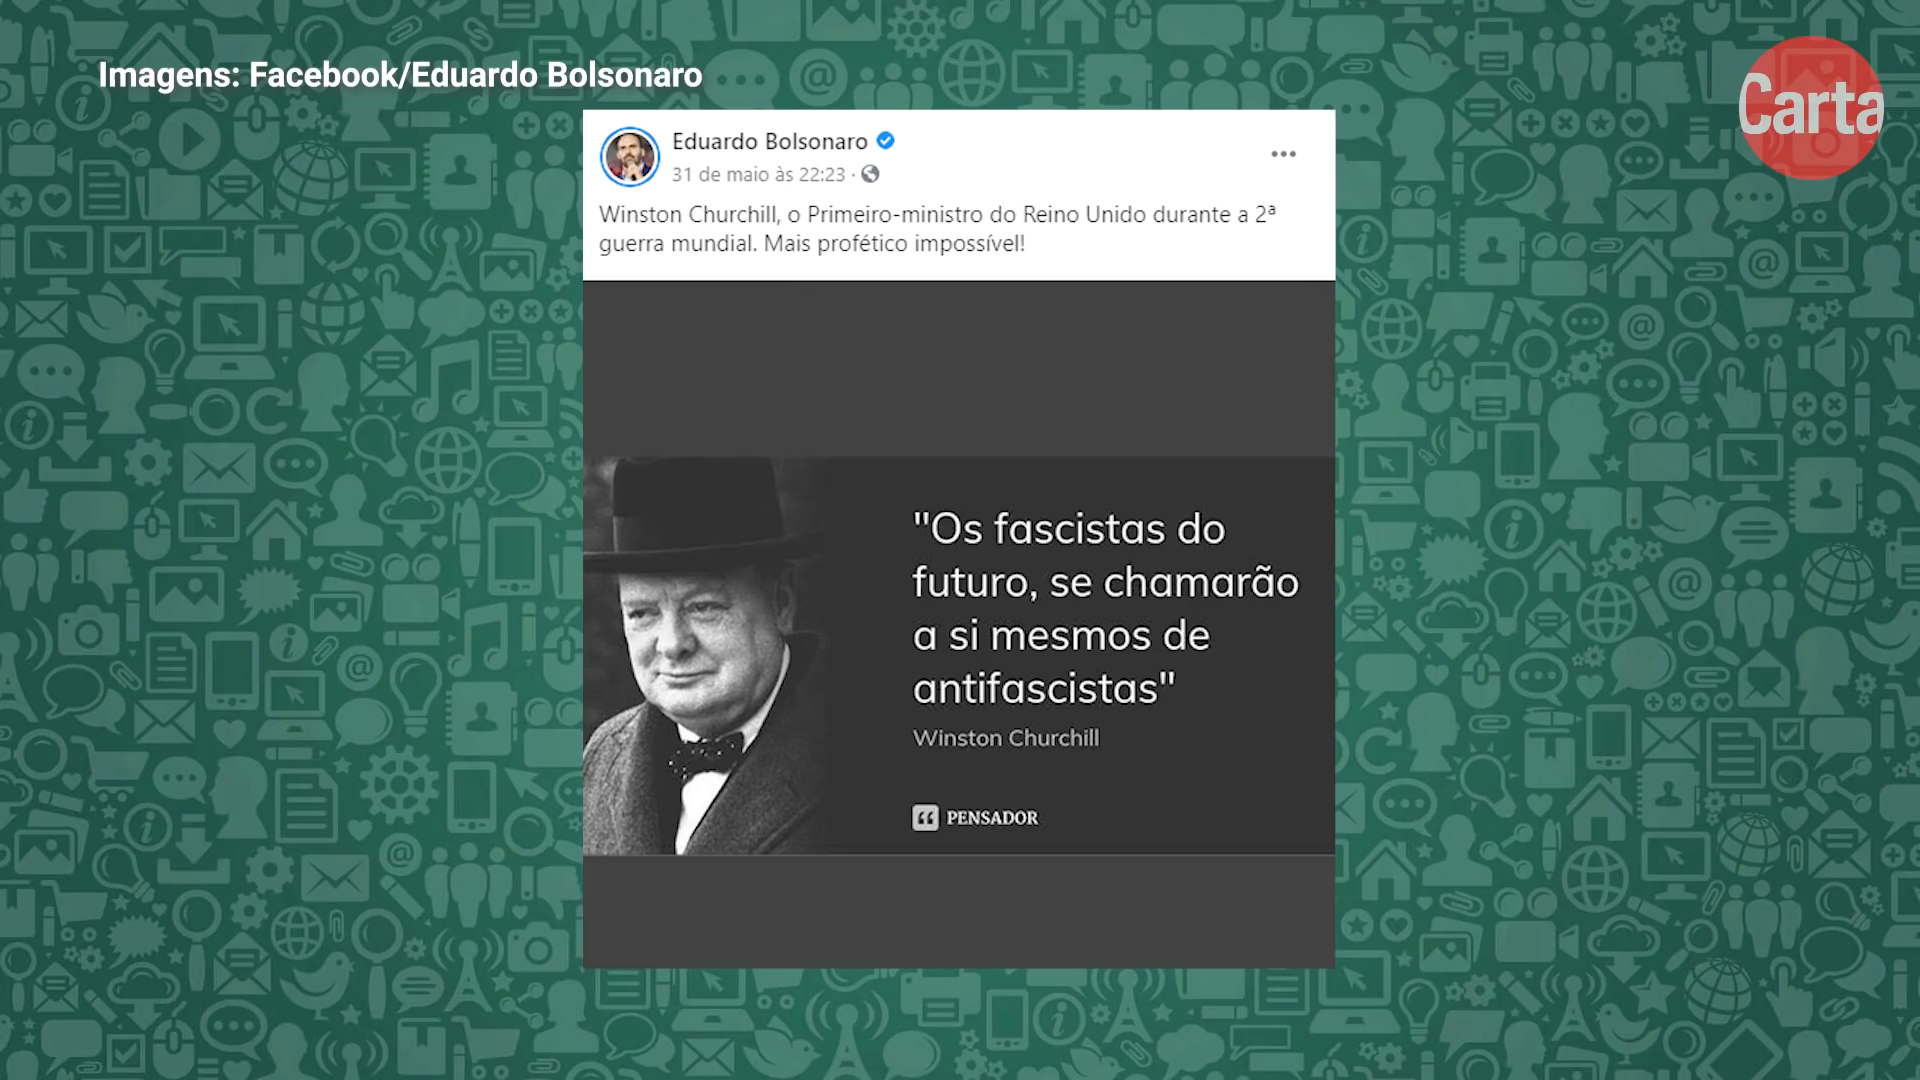 Imagens: Facebook/Eduardo Bolsonaro
Carta
Eduardo Bolsonaro
31 de maio às 22:23 ·
Winston Churchill, o Primeiro-ministro do Reino Unido durante a 2ª
guerra mundial. Mais profético impossível!
"Os fascistas do
futuro, se chamarão
a si mesmos de
antifascistas"
Winston Churchill
PENSADOR